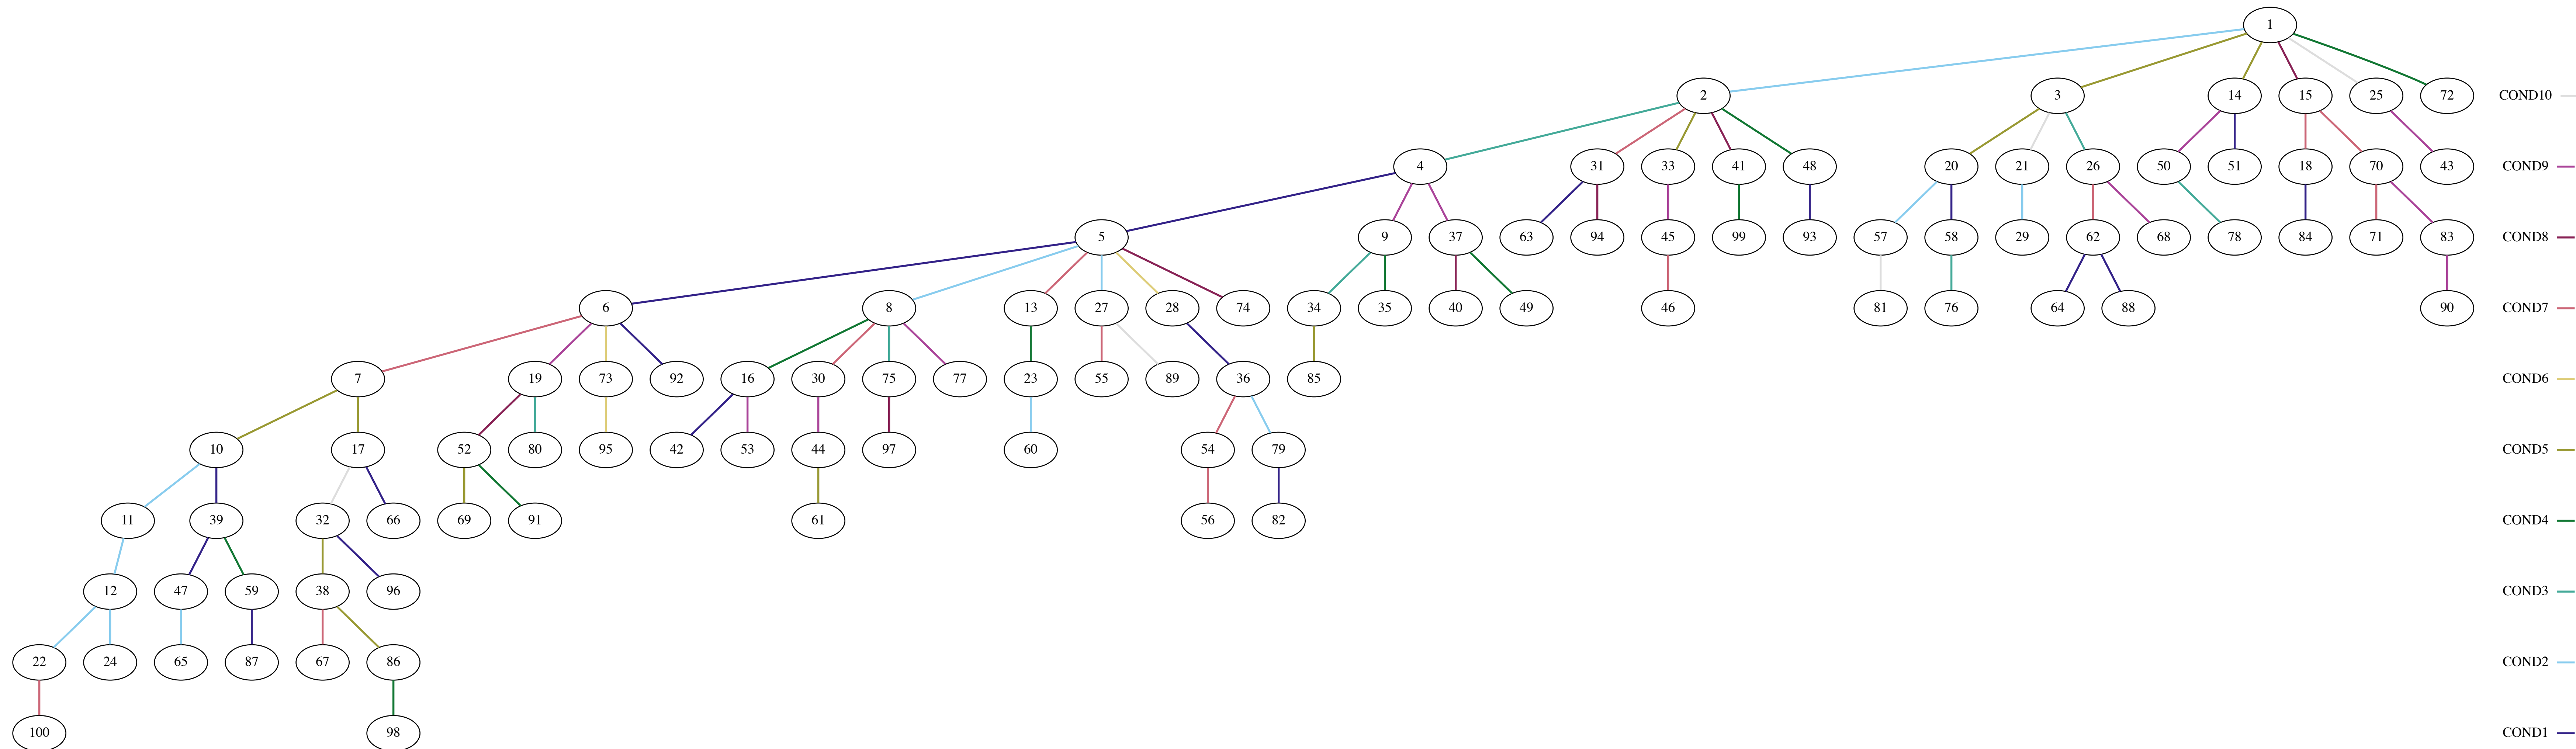 1
2 3 14 15 25 72 COND10
4 31 33 41 48 20 21 26 50 51 18 70 43 COND9
5 9 37 63 94 45 99 93 57 58 29 62 68 78 84 71 83 COND8
6 8 13 27 28 74 34 35 40 49 46 81 76 64 88 90 COND7
7 19 73 92 16 30 75 77 23 55 89 36 85 COND6
10 17 52 80 95 42 53 44 97 60 54 79 COND5
11 39 32 66 69 91 61 56 82 COND4
12 47 59 38 96 COND3
22 24 65 87 67 86 COND2
100 98 COND1